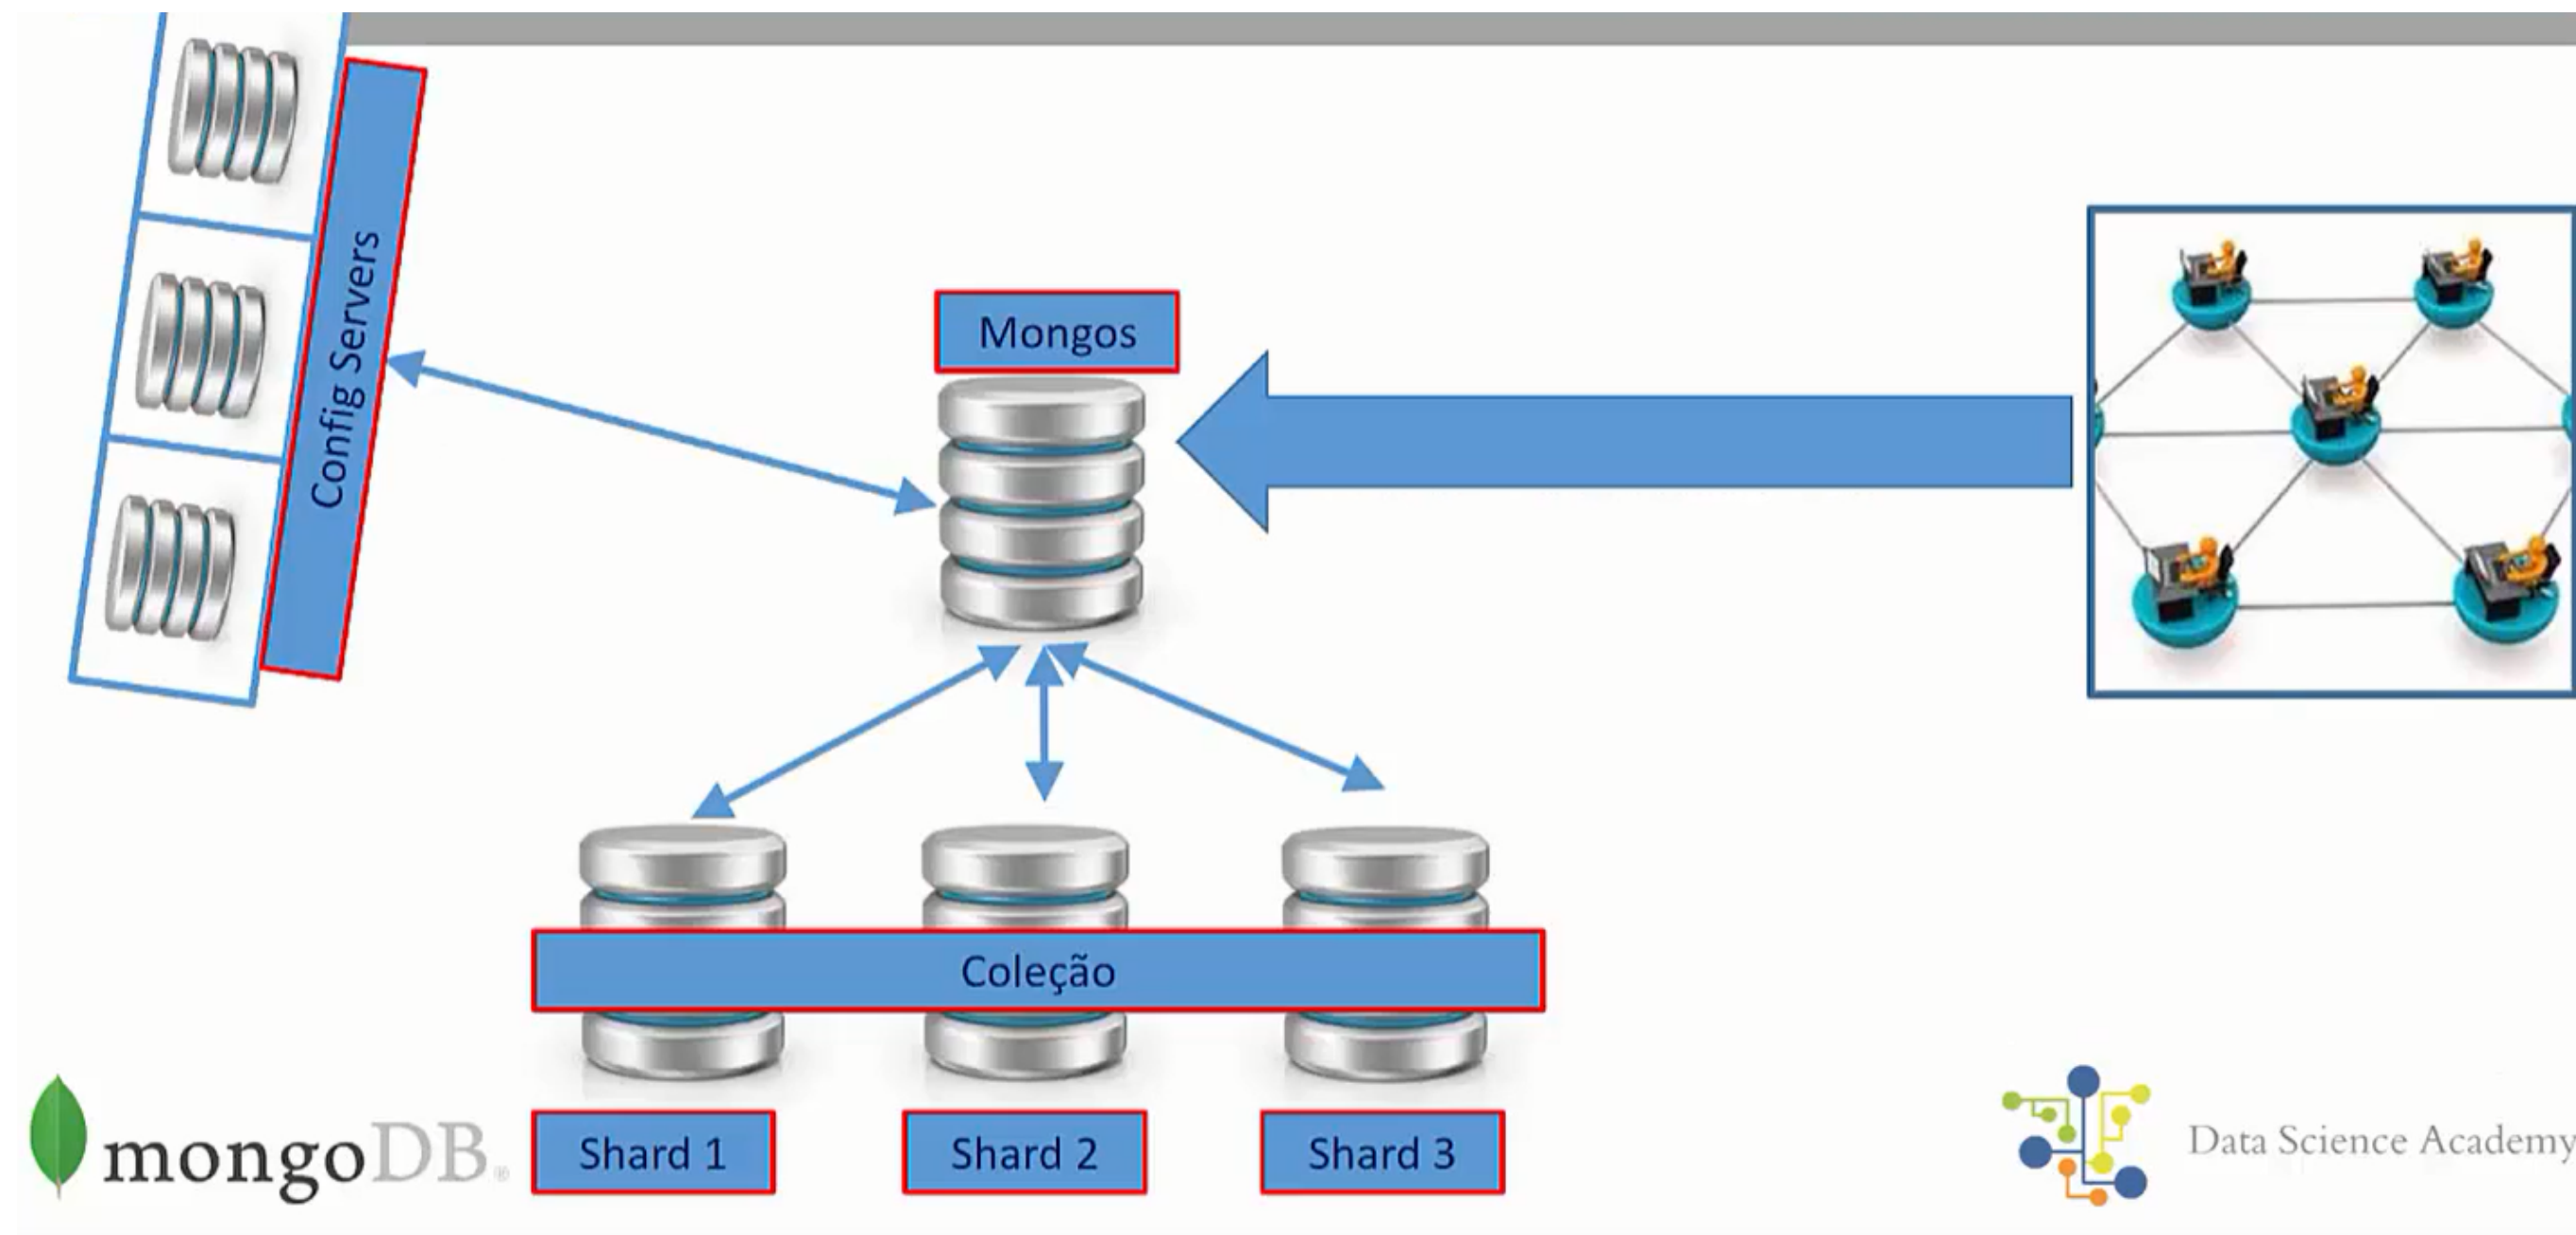 Config Servers
Mongos
Coleção
Shard 1
Shard 2
Shard 3
mongoDB®
Data Science Academy